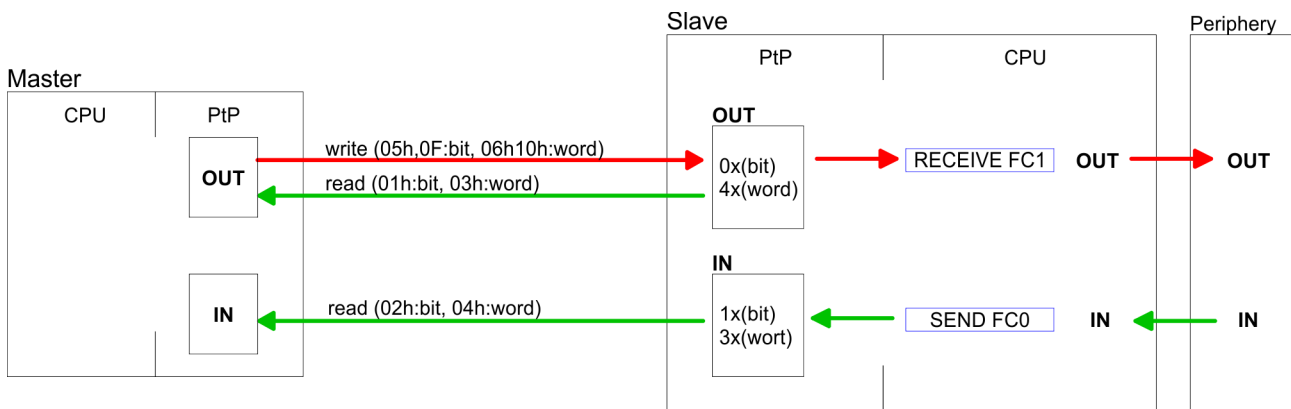 Slave
Periphery
Master
PtP
CPU
CPU
PtP
OUT
write (05h,0F:bit, 06h10h:word)
OUT
read (01h:bit, 03h:word)
0x(bit)
4x(word)
RECEIVE FC1
OUT
OUT
IN
IN
read (02h:bit, 04h:word)
1x(bit)
3x(wort)
SEND FC0
IN
IN